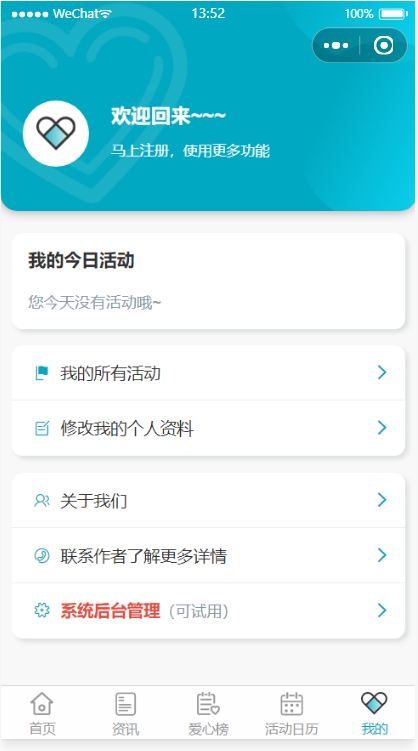 WeChat
13:52
100%
欢迎回来~~~
马上注册，使用更多功能
我的今日活动
您今天没有活动哦~
我的所有活动
修改我的个人资料
关于我们
联系作者了解更多详情
系统后台管理（可试用）
首页
资讯
爱心榜
活动日历
我的